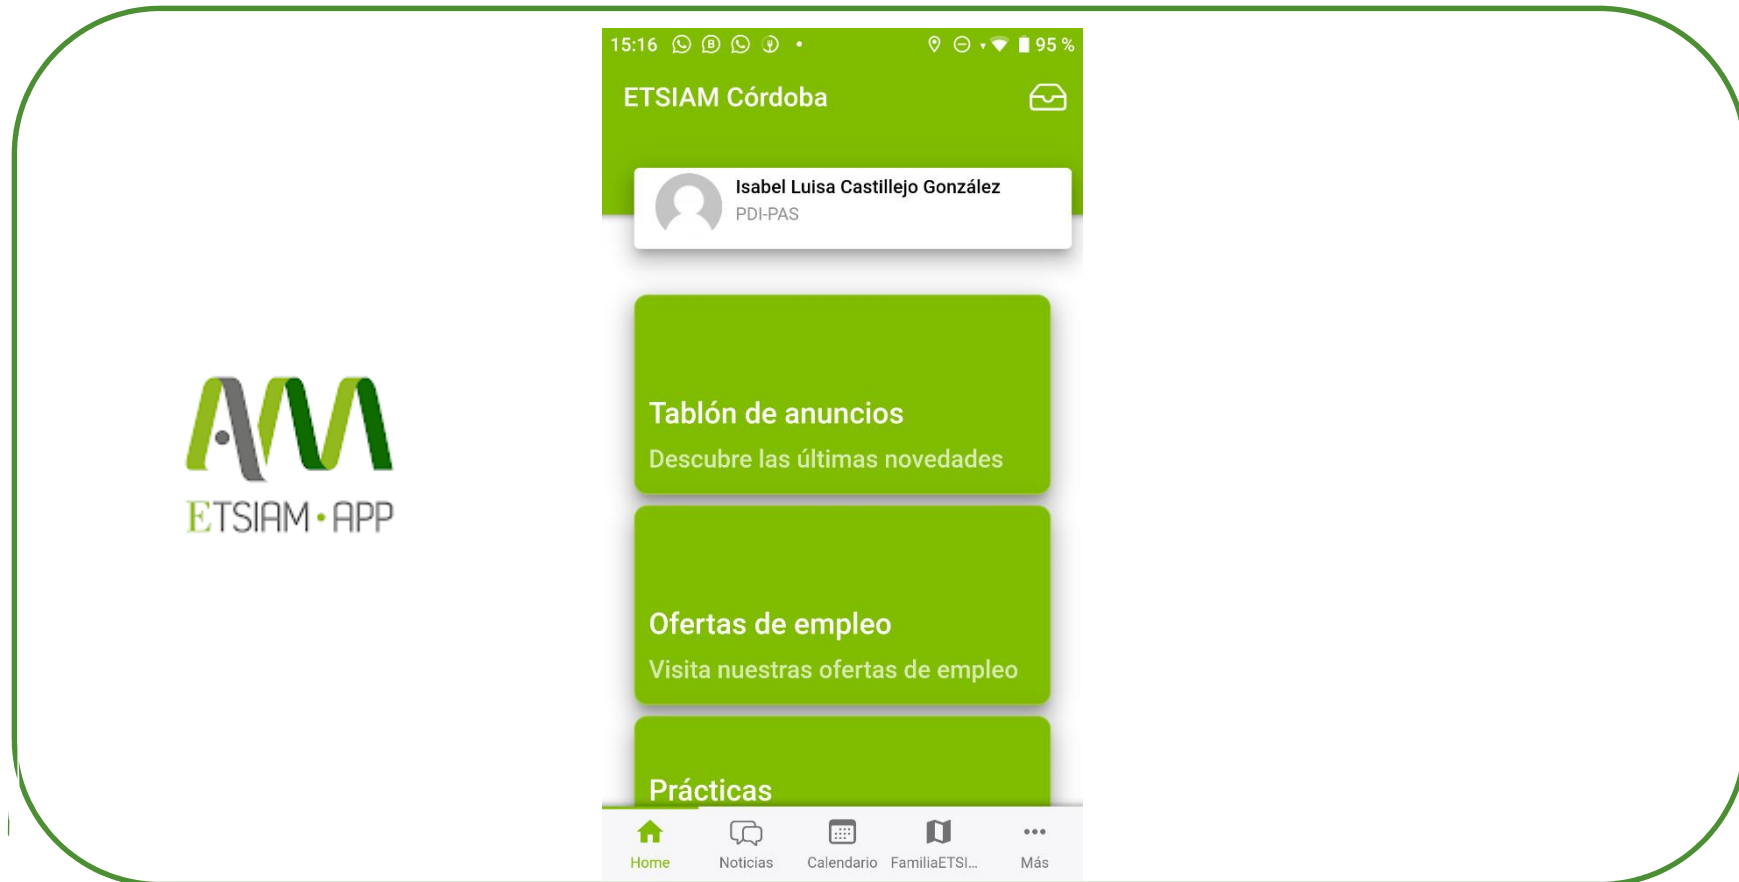 15:16
95 %
ETSIAM Córdoba
Isabel Luisa Castillejo González
PDI-PAS
Tablón de anuncios
Descubre las últimas novedades
AM
ETSIAM • APP
Ofertas de empleo
Visita nuestras ofertas de empleo
Prácticas
Home
Noticias
Calendario
FamiliaETSI...
Más